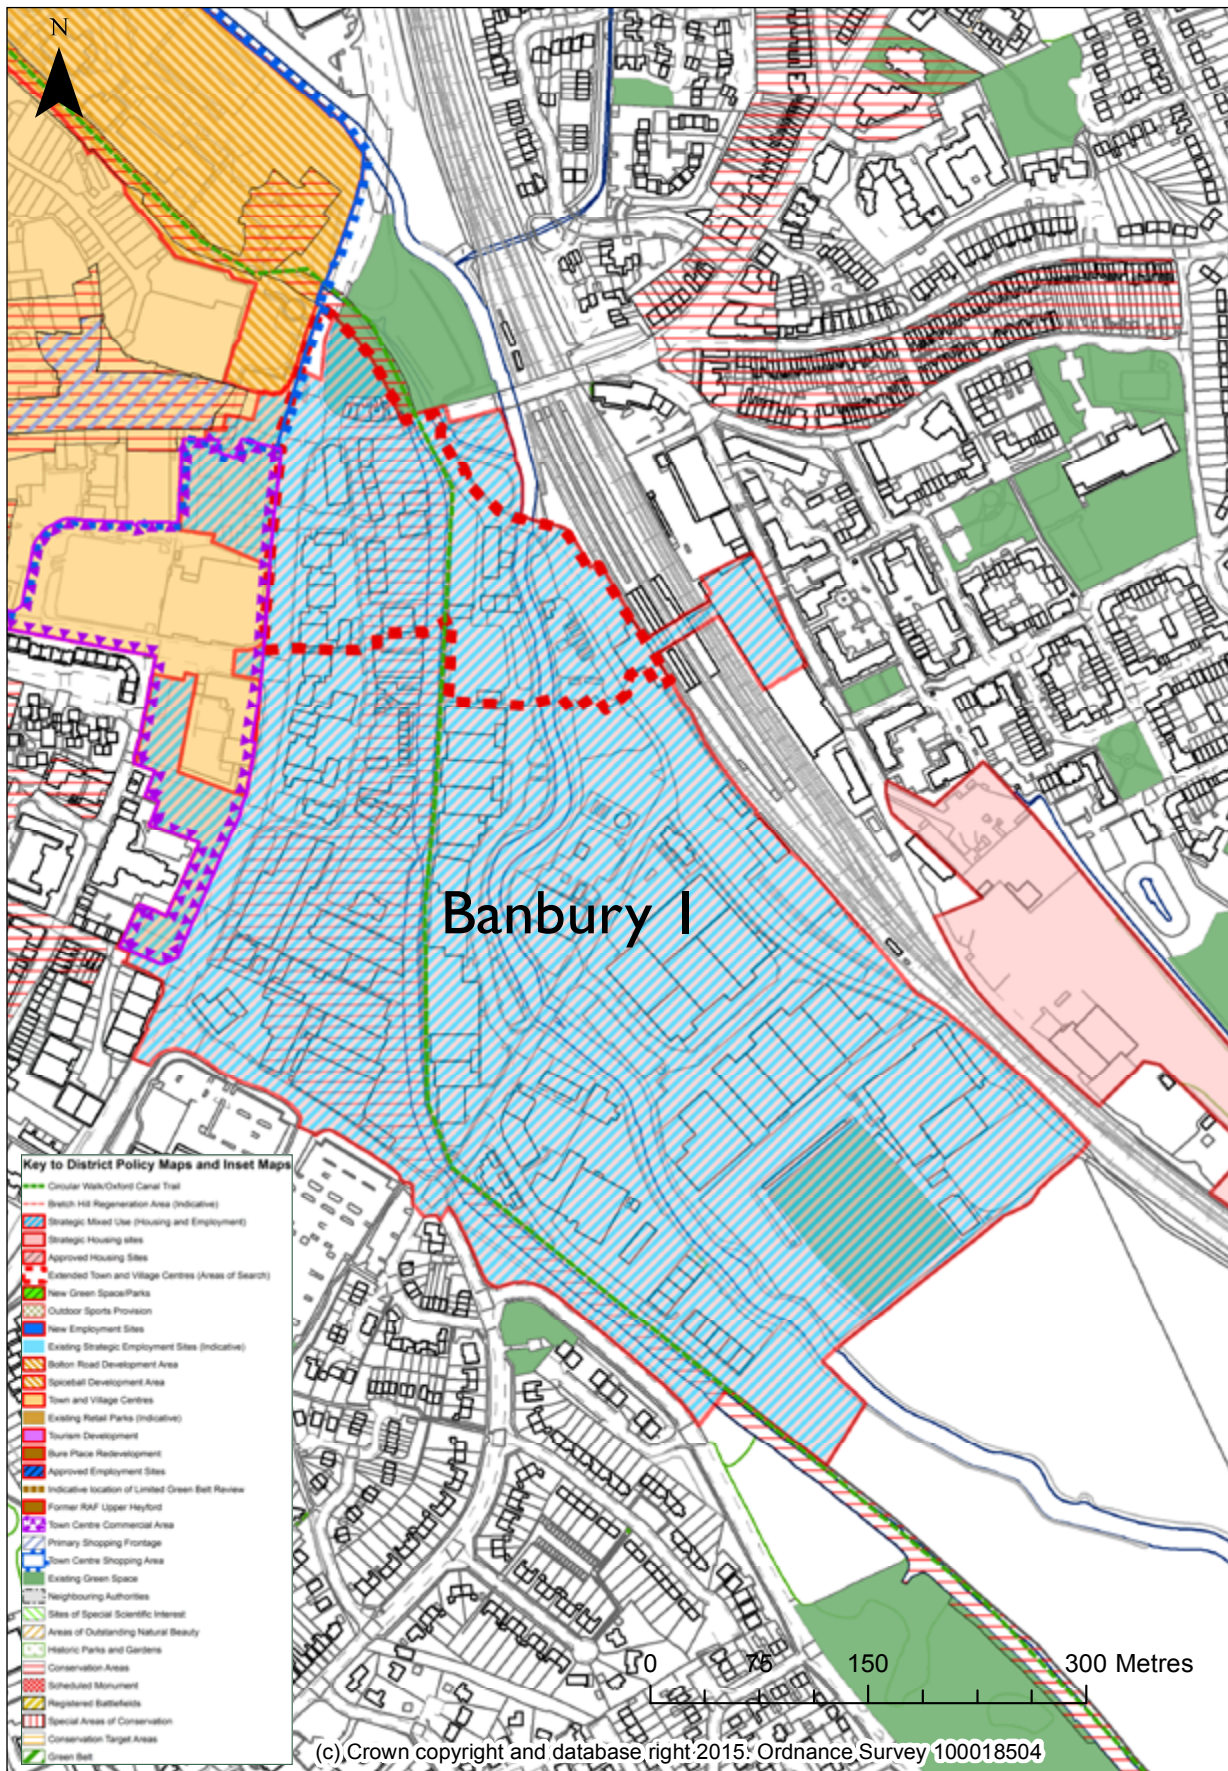 N
Banbury 1
Key to District Policy Maps and Inset Maps
Circular Walk/Oxford Canal Trail
Bretch Hill Regeneration Area (Indicative)
Strategic Mixed Use (Housing and Employment)
Strategic Housing sites
Approved Housing Sites
Extended Town and Village Centres (Areas of Search)
New Green Space/Parks
Outdoor Sports Provision
New Employment Sites
Existing Strategic Employment Sites (Indicative)
Bolton Road Development Area
Spiceball Development Area
Town and Village Centres
Existing Retail Parks (Indicative)
Tourism Development
Bure Place Redevelopment
Approved Employment Sites
Indicative location of Limited Green Belt Review
Former RAF Upper Heyford
Town Centre Commercial Area
Primary Shopping Frontage
Town Centre Shopping Area
Existing Green Space
Neighbouring Authorities
Sites of Special Scientific Interest
Areas of Outstanding Natural Beauty
Historic Parks and Gardens
Conservation Areas
Scheduled Monument
Registered Battlefields
Special Areas of Conservation
Conservation Target Areas
Green Belt
0 75 150 300 Metres
(c) Crown copyright and database right 2015. Ordnance Survey 100018504